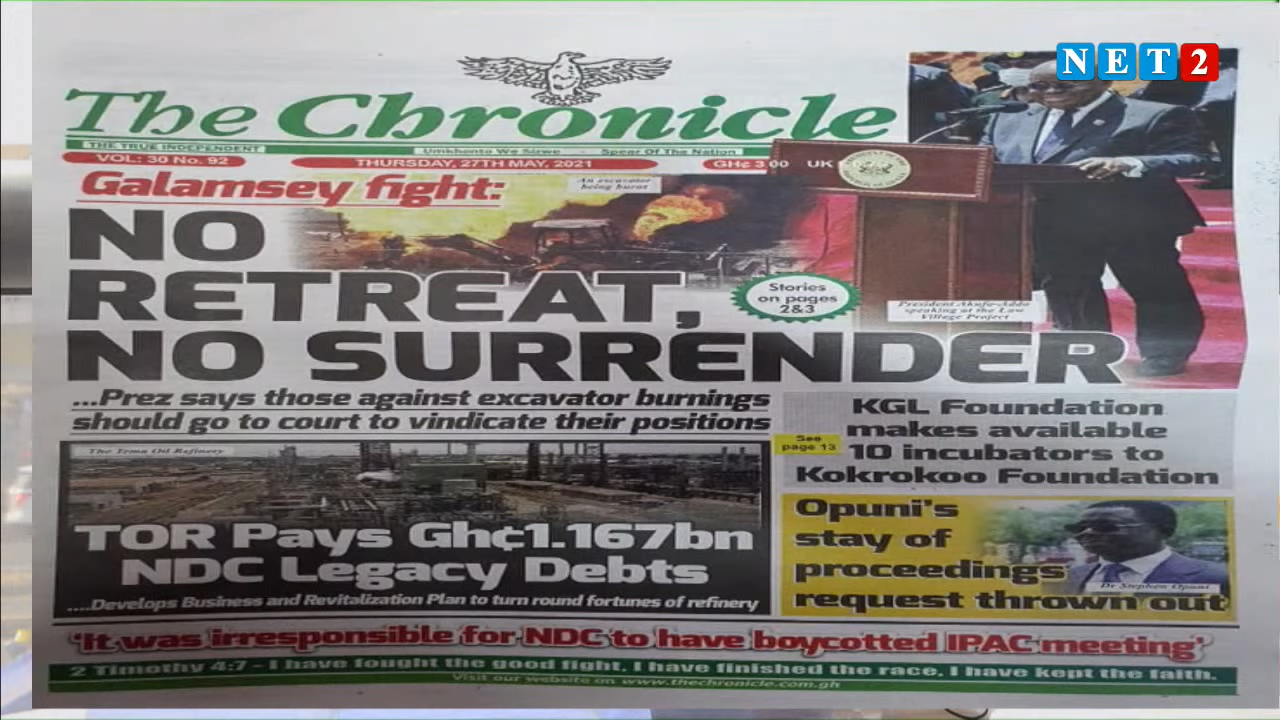 NET2
The Chronicle
THE TRUE INDEPENDENT
Umkhonto We Sizwe - Spear Of The Nation
VOL: 30 No. 92
THURSDAY, 27TH MAY, 2021
GH¢ 3.00 UK
Galamsey fight:
An excavator
being burnt
NO
RETREAT,
NO SURRENDER
Stories
on pages
2&3
President Akufo-Addo
speaking at the Law
Village Project
...Prez says those against excavator burnings
should go to court to vindicate their positions
KGL Foundation
makes available
10 incubators to
Kokrokoo Foundation
See
page 13
The Tema Oil Refinery
TOR Pays Gh¢1.167bn
NDC Legacy Debts
....Develops Business and Revitalization Plan to turn round fortunes of refinery
Opuni's
stay of
proceedings
request thrown out
Dr Stephen Opuni
'It was irresponsible for NDC to have boycotted IPAC meeting'
2 Timothy 4:7 - I have fought the good fight, I have finished the race, I have kept the faith.
Visit our website on www.thechronicle.com.gh